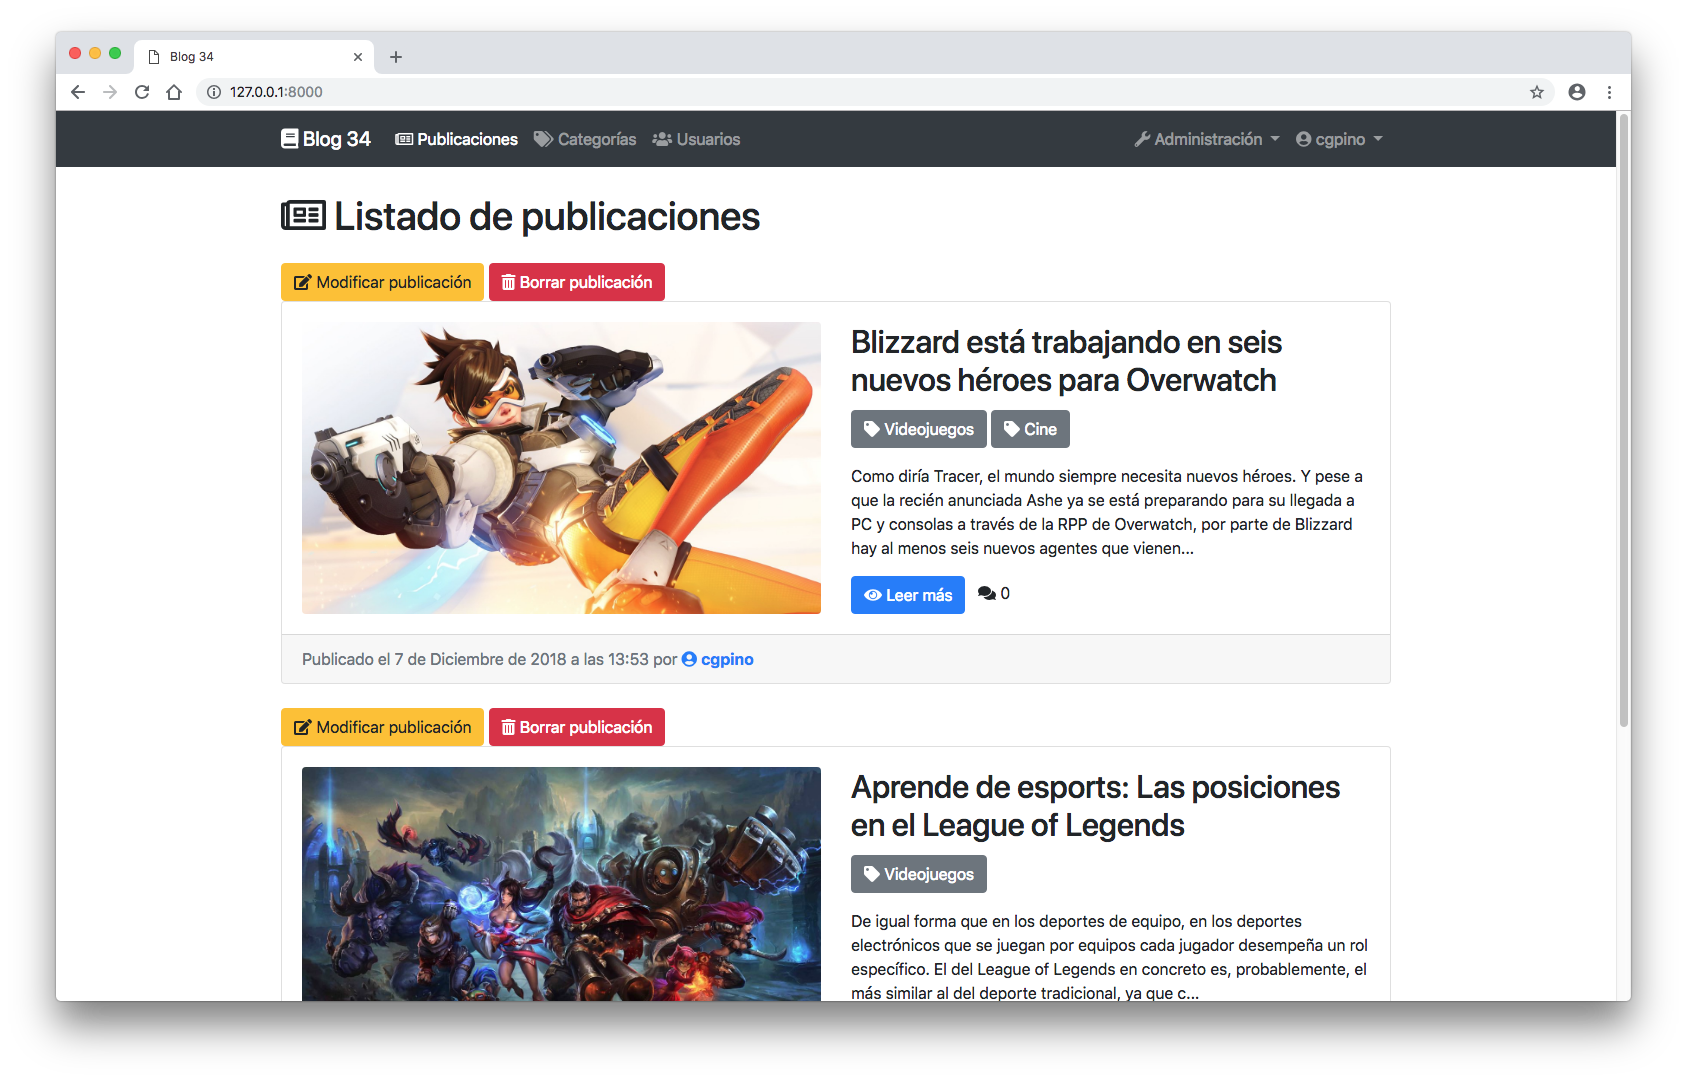 Blog 34
127.0.0.1:8000
Blog 34 Publicaciones Categorías Usuarios Administración cgpino
Listado de publicaciones
Modificar publicación Borrar publicación
Blizzard está trabajando en seis
nuevos héroes para Overwatch
Videojuegos Cine
Como diría Tracer, el mundo siempre necesita nuevos héroes. Y pese a
que la recién anunciada Ashe ya se está preparando para su llegada a
PC y consolas a través de la RPP de Overwatch, por parte de Blizzard
hay al menos seis nuevos agentes que vienen...
Leer más 0
Publicado el 7 de Diciembre de 2018 a las 13:53 por cgpino
Modificar publicación Borrar publicación
Aprende de esports: Las posiciones
en el League of Legends
Videojuegos
De igual forma que en los deportes de equipo, en los deportes
electrónicos que se juegan por equipos cada jugador desempeña un rol
específico. El del League of Legends en concreto es, probablemente, el
más similar al del deporte tradicional, ya que c...